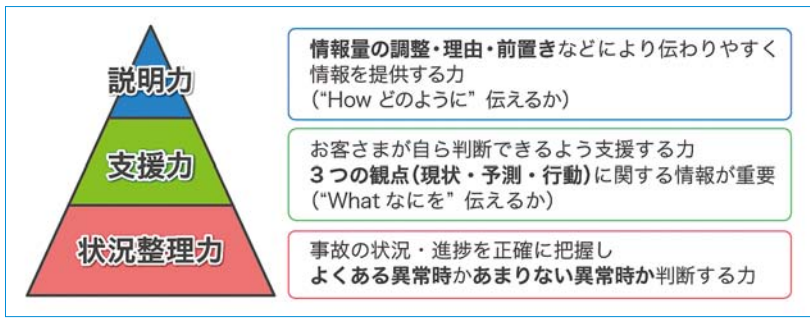 説明力
情報量の調整・理由・前置きなどにより伝わりやすく
情報を提供する力
(“How どのように” 伝えるか)
支援力
お客さまが自ら判断できるよう支援する力
3つの観点(現状・予測・行動)に関する情報が重要
(“What なにを” 伝えるか)
状況整理力
事故の状況・進捗を正確に把握し
よくある異常時かあまりない異常時か判断する力